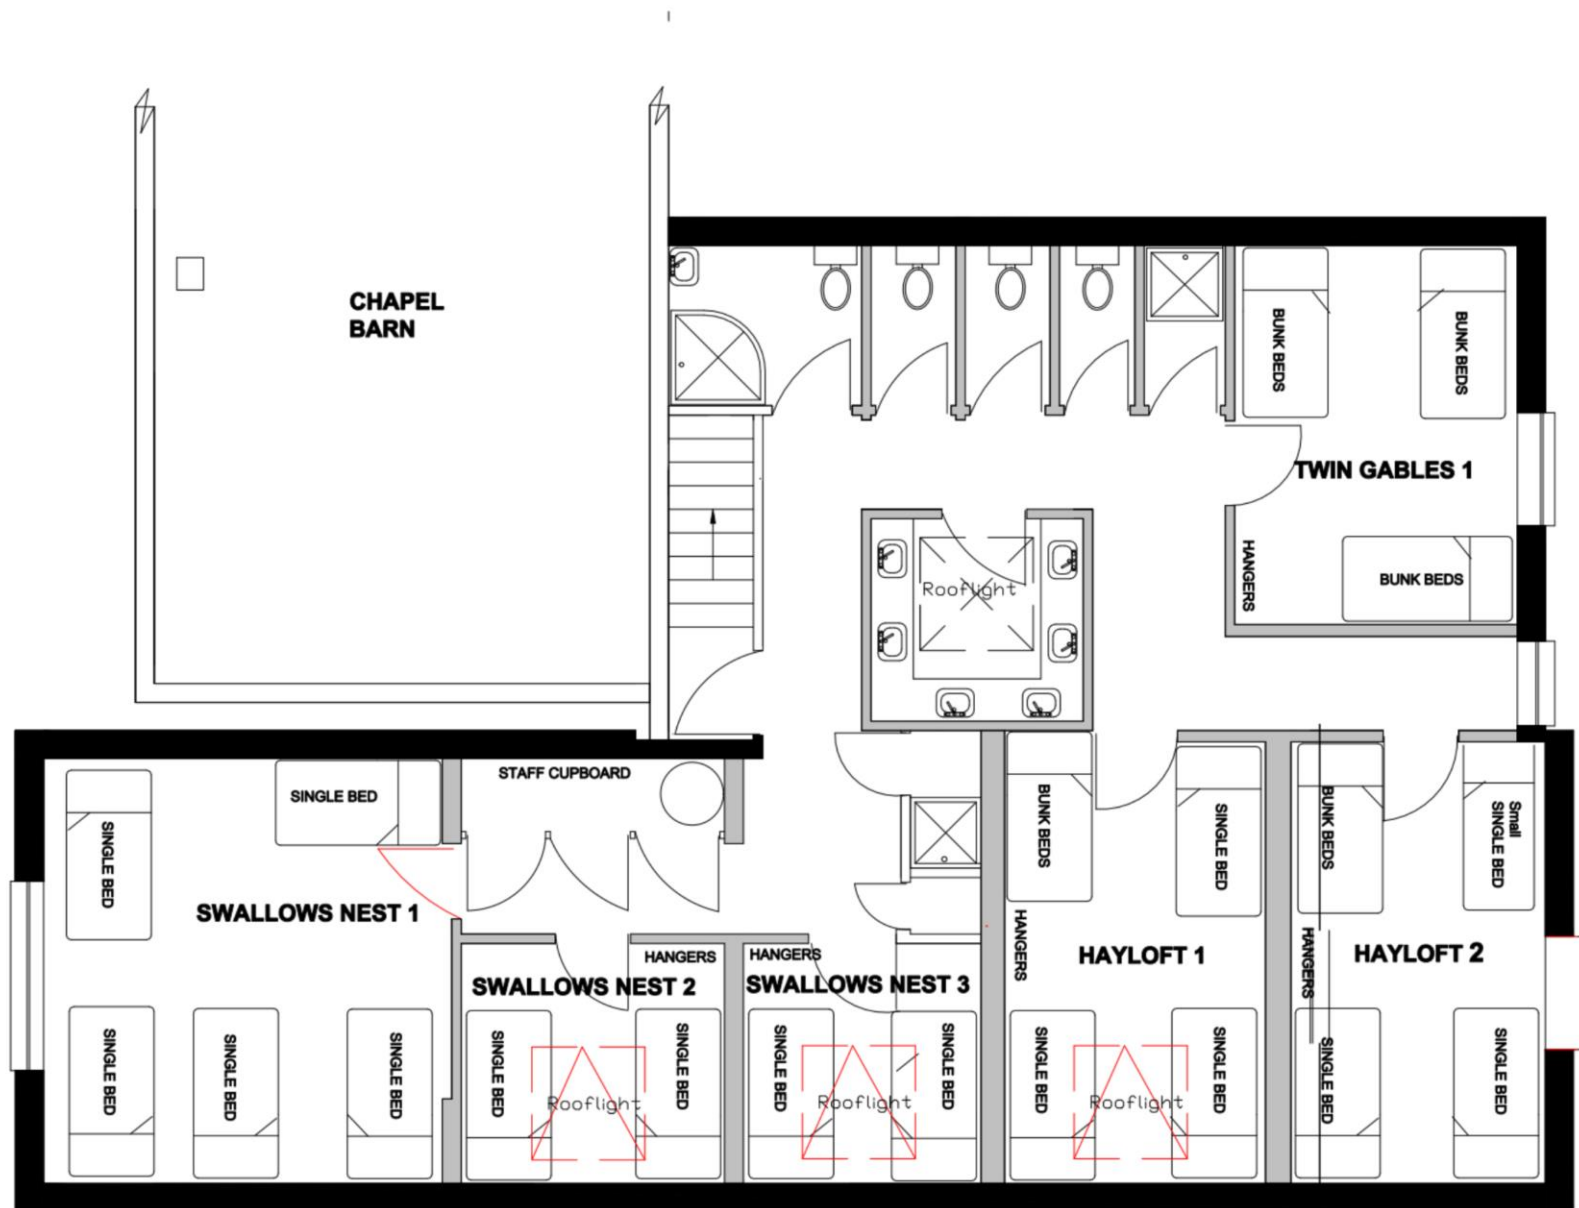 CHAPEL
BARN
BUNK BEDS
BUNK BEDS
TWIN GABLES 1
HANGERS
BUNK BEDS
Rooflight
STAFF CUPBOARD
SINGLE BED
SINGLE BED
SWALLOWS NEST 1
SINGLE BED
SINGLE BED
SINGLE BED
HANGERS
SWALLOWS NEST 2
SINGLE BED
SINGLE BED
Rooflight
HANGERS
SWALLOWS NEST 3
SINGLE BED
SINGLE BED
Rooflight
BUNK BEDS
SINGLE BED
HANGERS
HAYLOFT 1
SINGLE BED
SINGLE BED
Rooflight
BUNK BEDS
Small
SINGLE BED
HANGERS
HAYLOFT 2
SINGLE BED
SINGLE BED